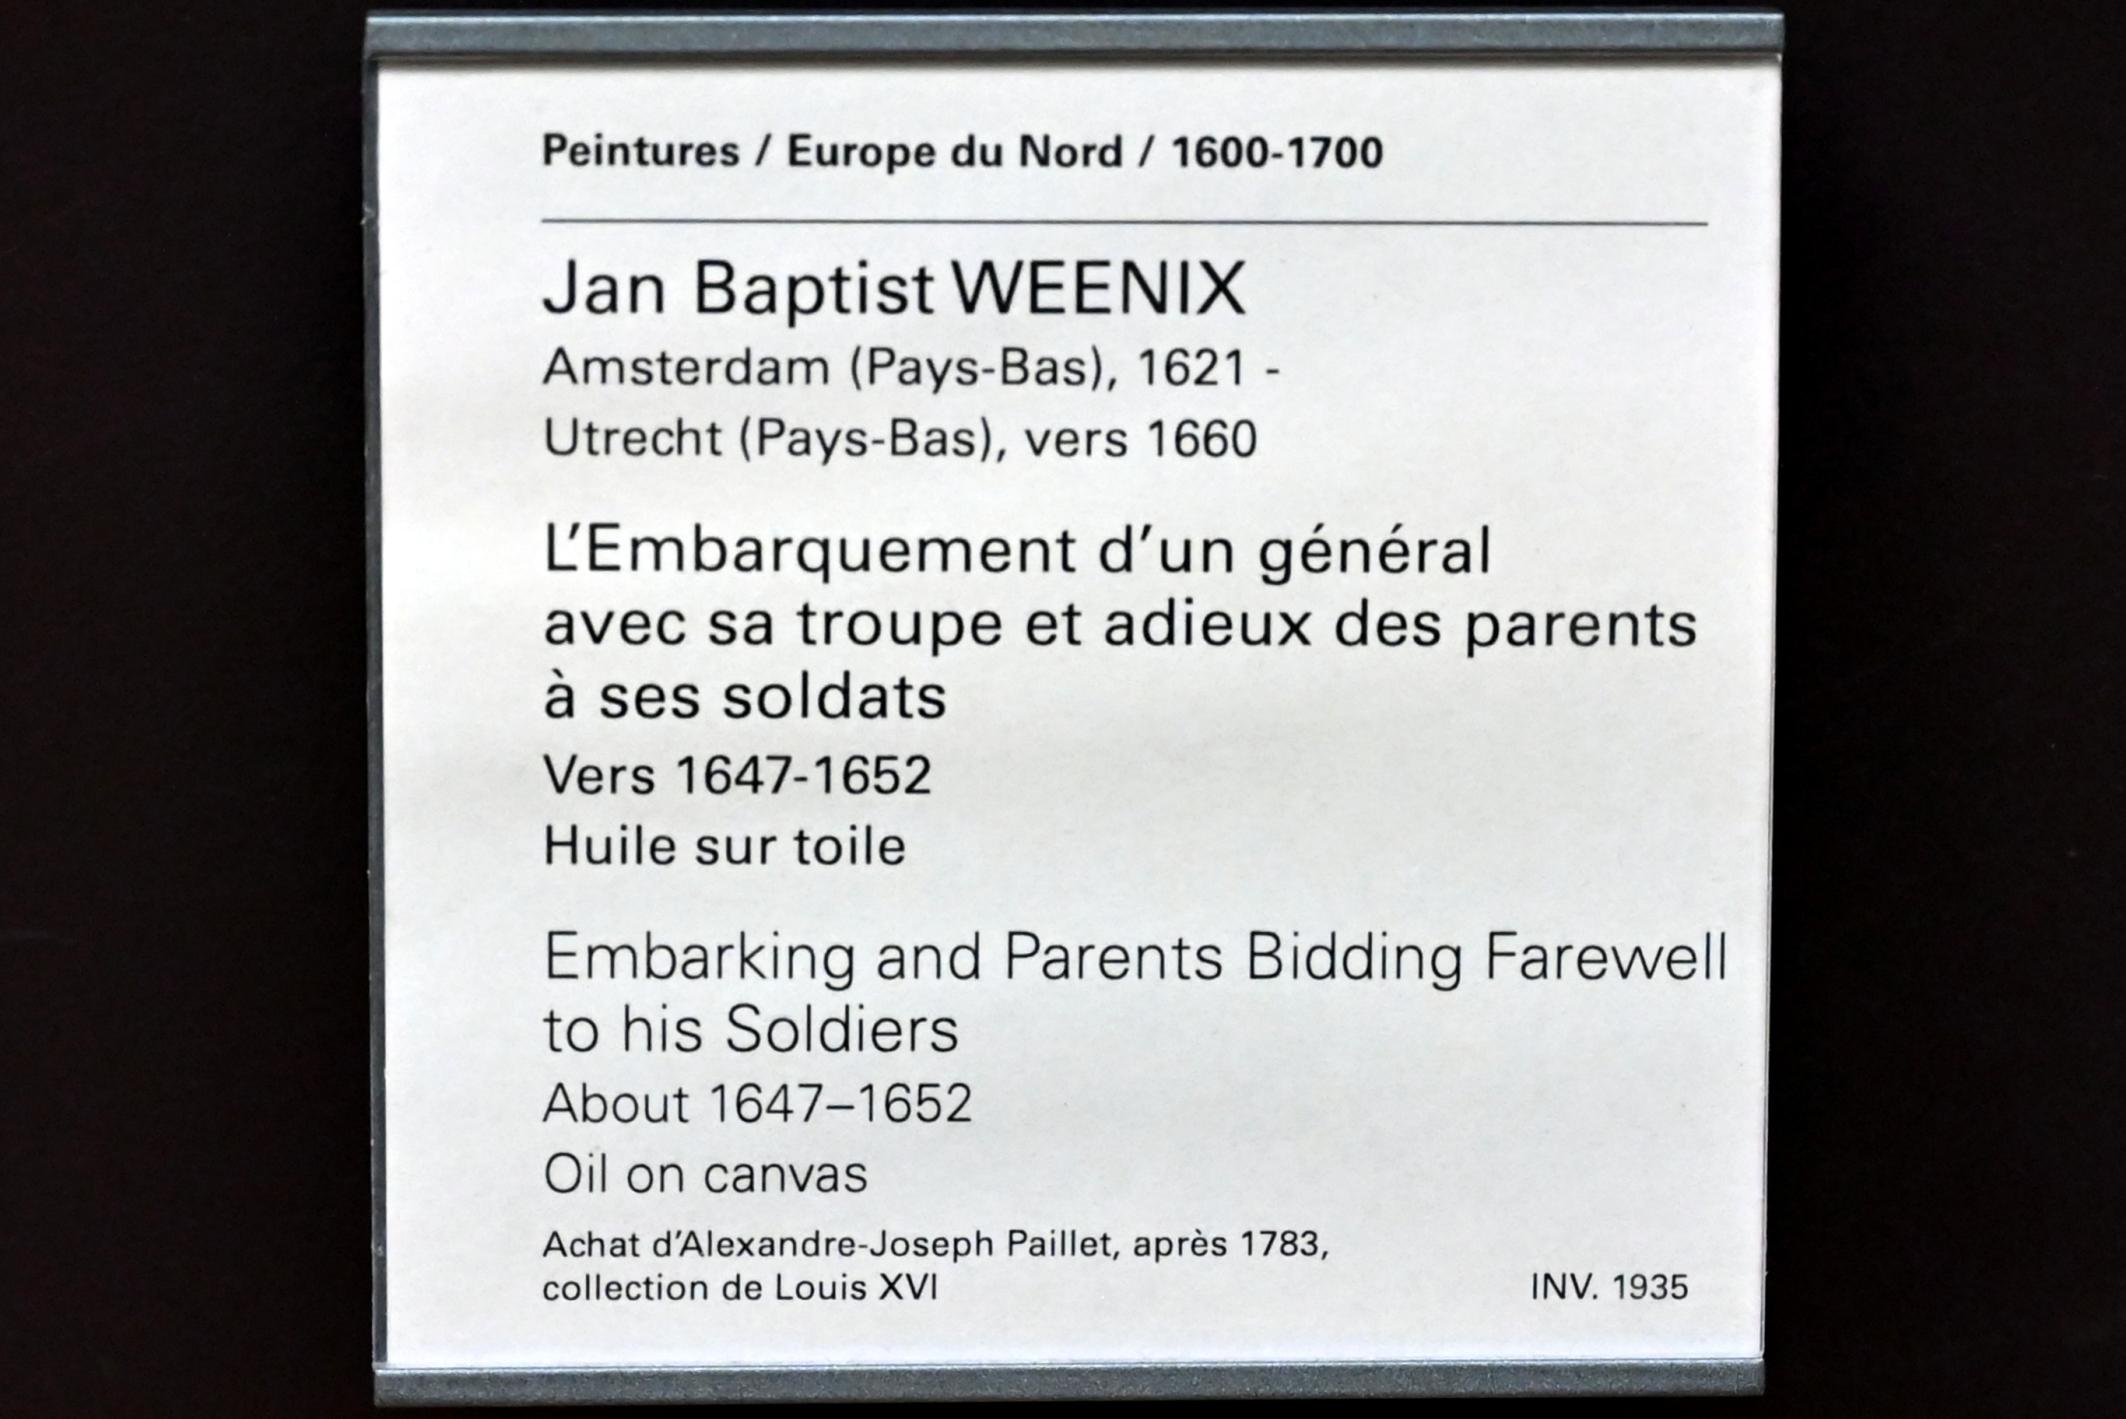 Peintures / Europe du Nord / 1600-1700
Jan Baptist WEENIX
Amsterdam (Pays-Bas), 1621 -
Utrecht (Pays-Bas), vers 1660
L’Embarquement d’un général
avec sa troupe et adieux des parents
à ses soldats
Vers 1647-1652
Huile sur toile
Embarking and Parents Bidding Farewell
to his Soldiers
About 1647–1652
Oil on canvas
Achat d’Alexandre-Joseph Paillet, après 1783,
collection de Louis XVI INV. 1935